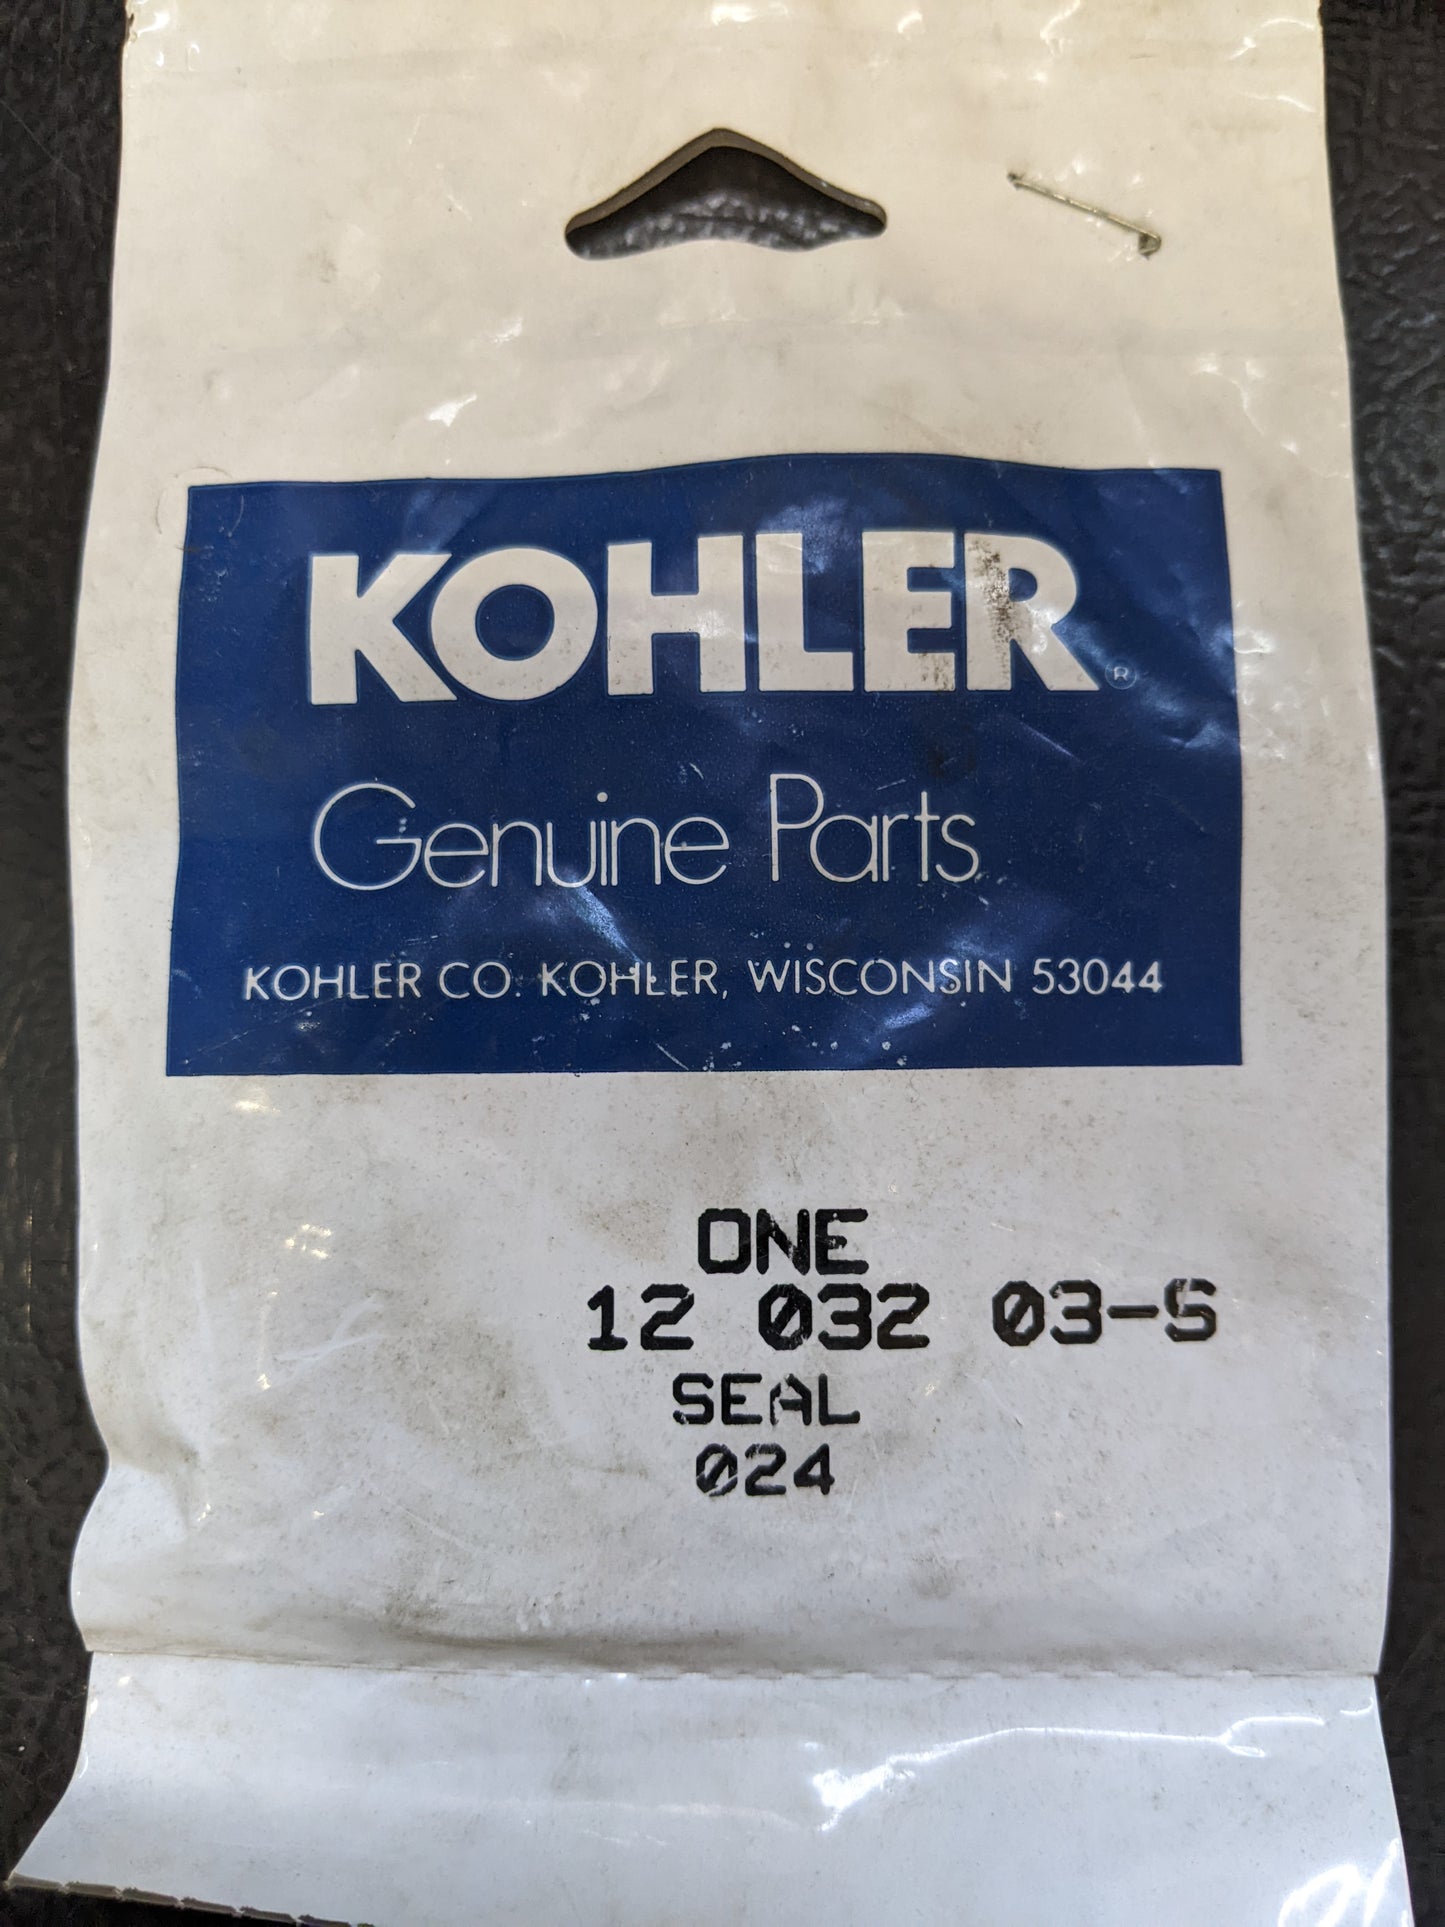 KOHLER®
Genuine Parts
KOHLER CO. KOHLER, WISCONSIN 53044
ONE
12 032 03-S
SEAL
024